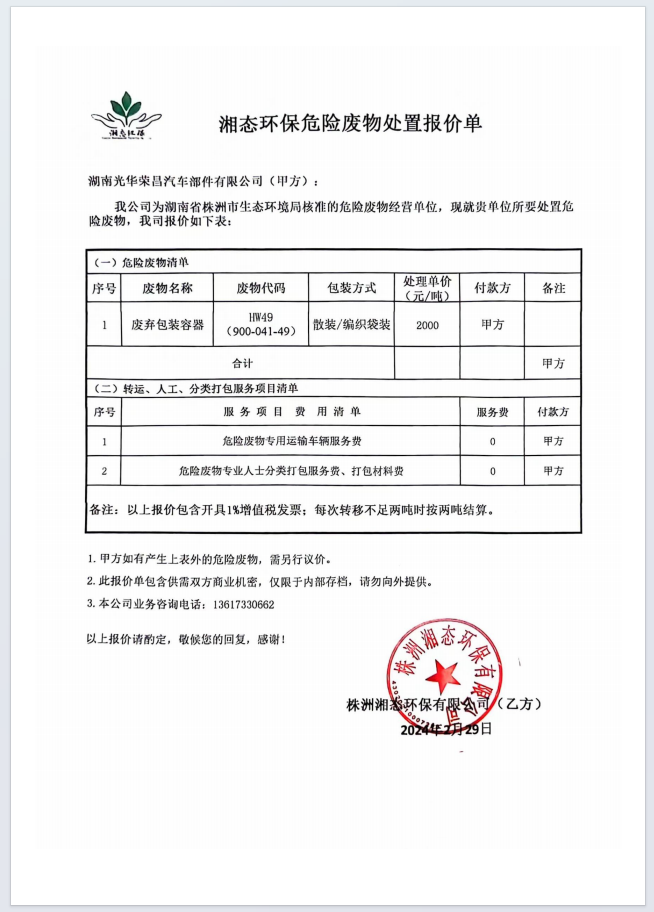 湘态环保
湘态环保危险废物处置报价单
湖南光华荣昌汽车部件有限公司（甲方）：
我公司为湖南省株洲市生态环境局核准的危险废物经营单位，现就贵单位所要处置危
险废物，我司报价如下表：
（一）危险废物清单
序号 废物名称 废物代码 包装方式 处理单价（元/吨） 付款方 备注
1 废弃包装容器 HW49（900-041-49） 散装/编织袋装 2000 甲方
合计 甲方
（二）转运、人工、分类打包服务项目清单
序号 服 务 项 目 费 用 清 单 服务费 付款方
1 危险废物专用运输车辆服务费 0 甲方
2 危险废物专业人士分类打包服务费、打包材料费 0 甲方
备注：以上报价包含开具1%增值税发票；每次转移不足两吨时按两吨结算。
1. 甲方如有产生上表外的危险废物，需另行议价。
2. 此报价单包含供需双方商业机密，仅限于内部存档，请勿向外提供。
3. 本公司业务咨询电话：13617330662
以上报价请酌定，敬候您的回复，感谢！
株洲湘态环保有限公司
株洲湘态环保有限公司（乙方）
2024年2月29日